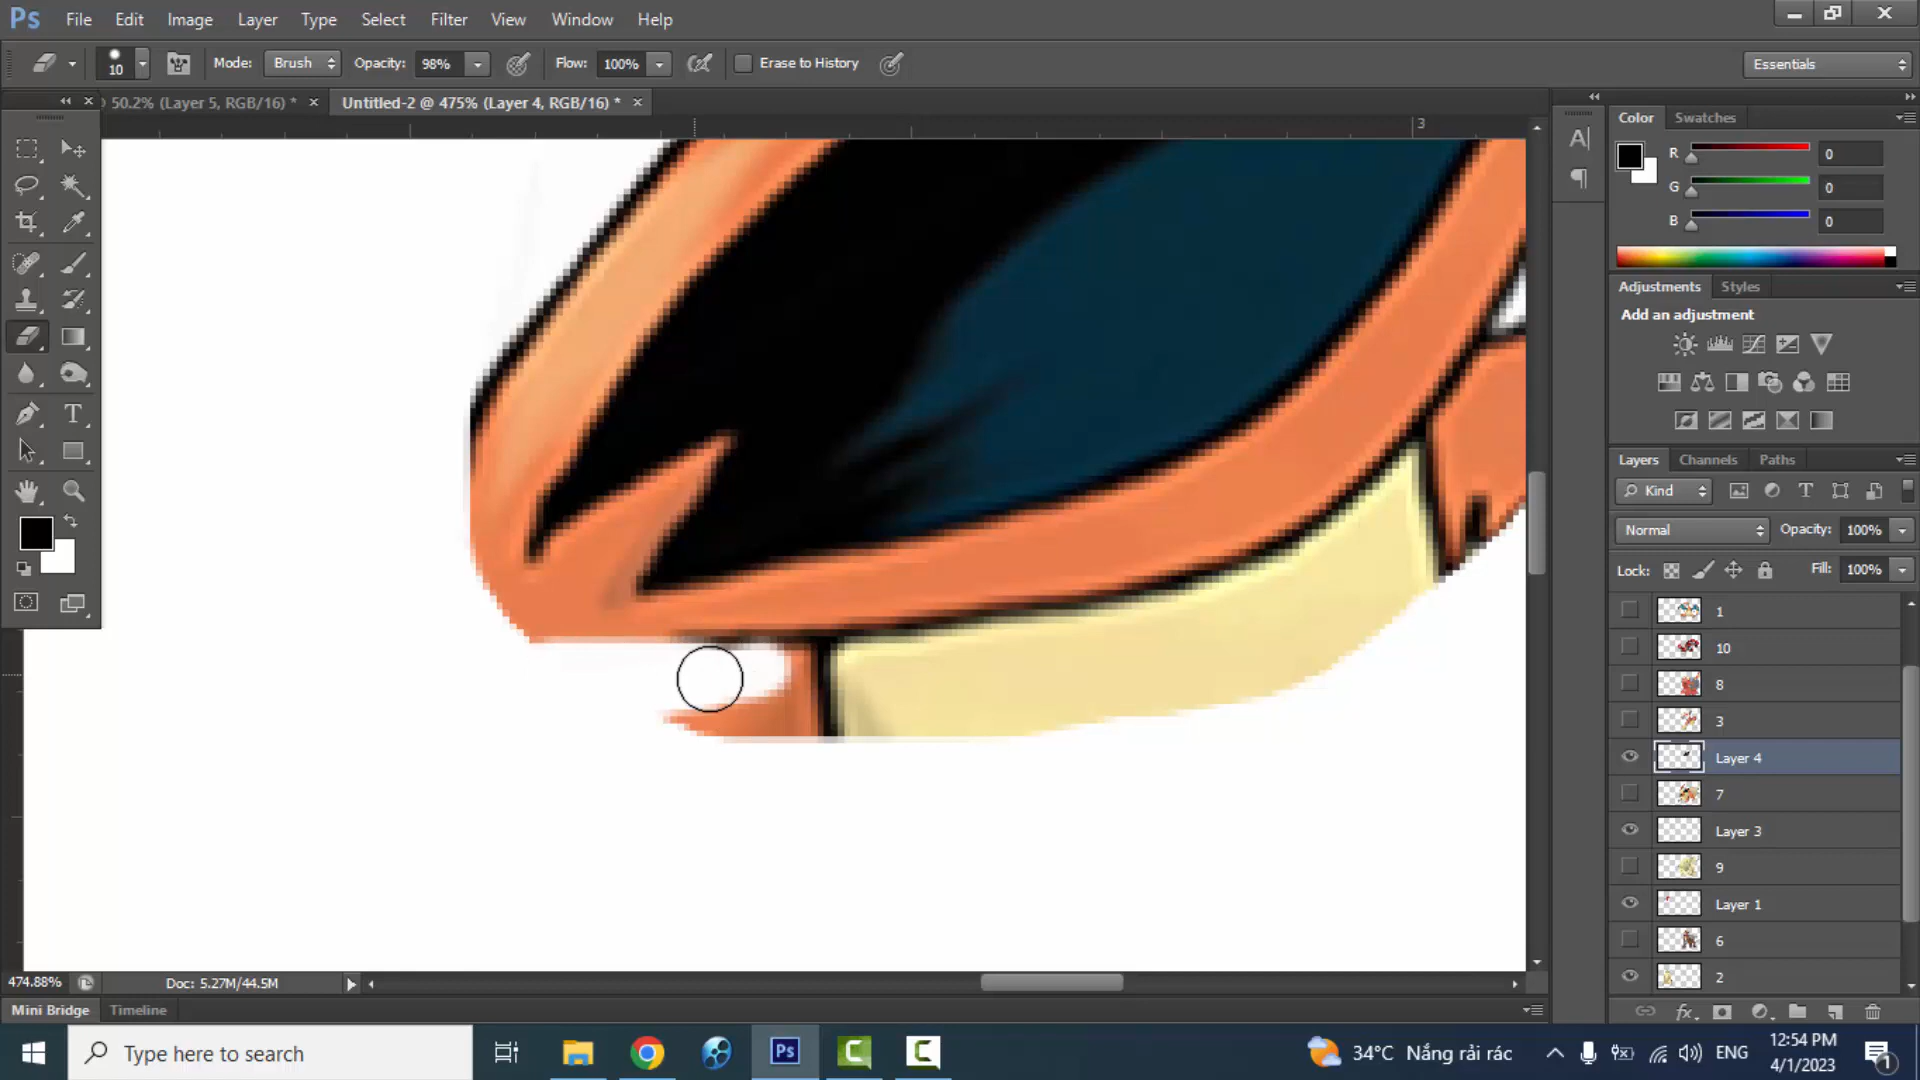 Ps File Edit Image Layer Type Select Filter View Window Help
10 Mode: Brush Opacity: 98% Flow: 100% Erase to History Essentials
50.2% (Layer 5, RGB/16) * × Untitled-2 @ 475% (Layer 4, RGB/16) * ×
3
Color Swatches
R 0
G 0
B 0
Adjustments Styles
Add an adjustment
Layers Channels Paths
Kind
Normal Opacity: 100%
Lock: Fill: 100%
1
10
8
3
Layer 4
7
Layer 3
9
Layer 1
6
2
474.88% Doc: 5.27M/44.5M
Mini Bridge Timeline
Type here to search
34°C Nắng rải rác ENG 12:54 PM
4/1/2023
1